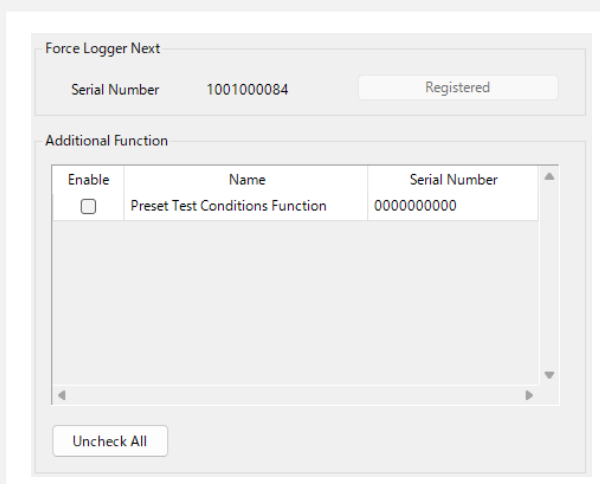 Force Logger Next
Serial Number 1001000084 Registered
Additional Function
Enable Name Serial Number
Preset Test Conditions Function 0000000000
Uncheck All